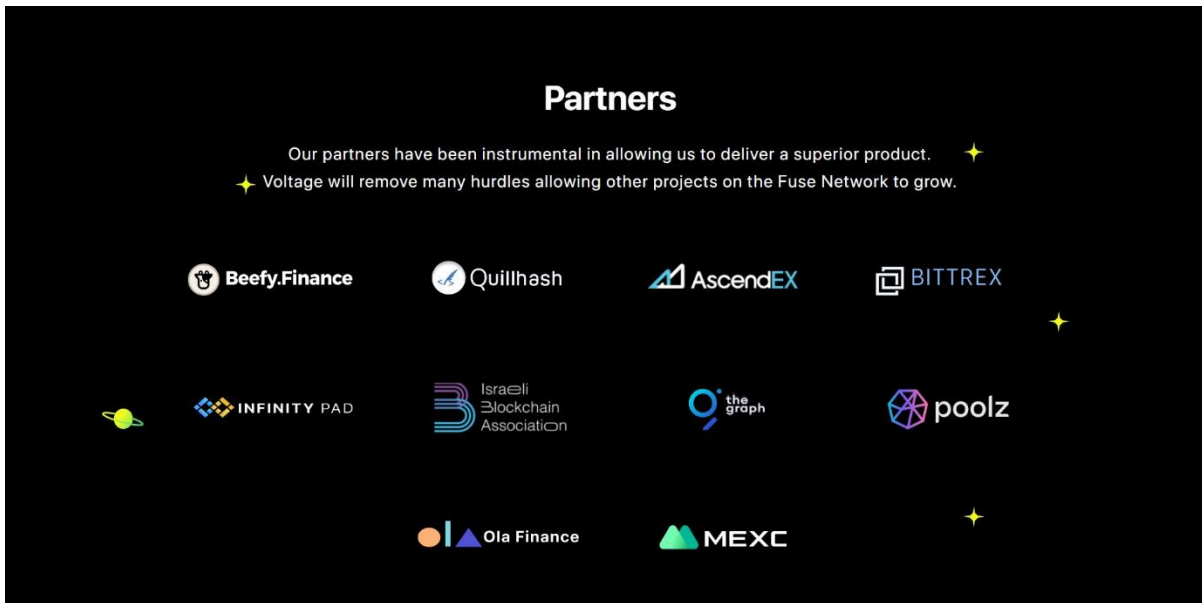 Partners
Our partners have been instrumental in allowing us to deliver a superior product.
Voltage will remove many hurdles allowing other projects on the Fuse Network to grow.
Beefy.Finance
Quillhash
AscendEX
BITTREX
INFINITY PAD
Israeli
Blockchain
Association
the
graph
poolz
Ola Finance
MEXC